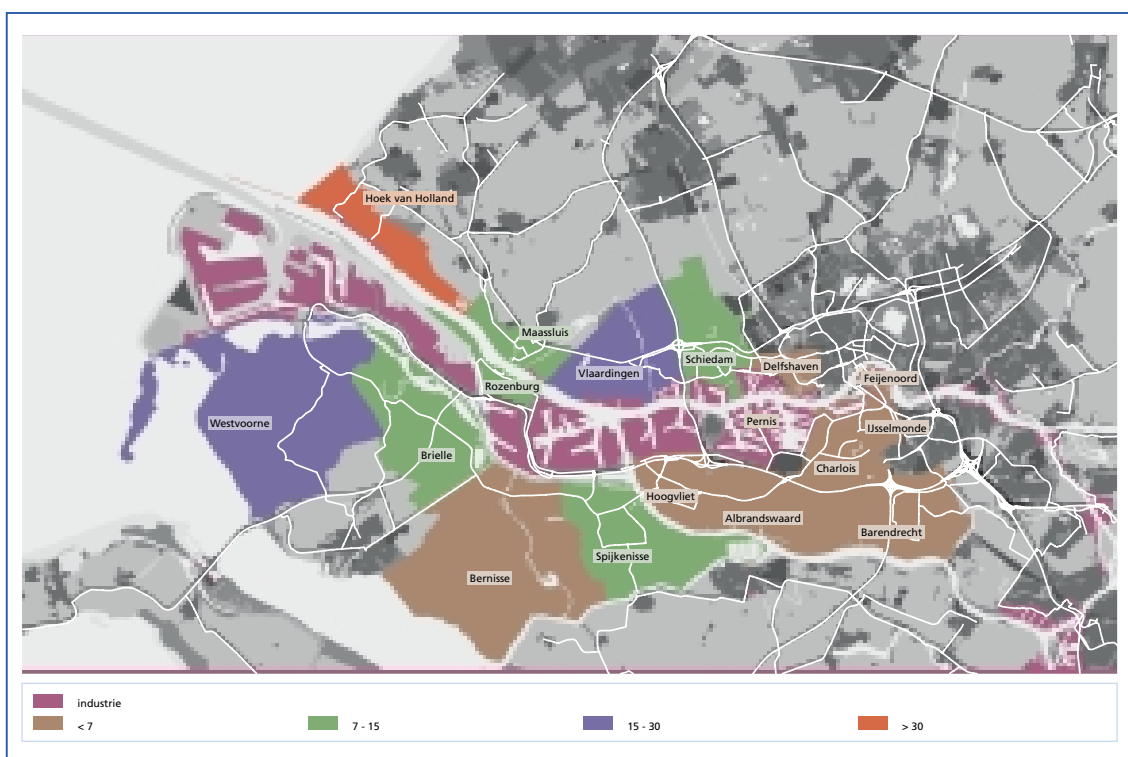 Hoek van Holland
Maassluis
Schiedam
Delfshaven
Vlaardingen
Feijenoord
Rozenburg
Westvoorne
Pernis
IJsselmonde
Brielle
Charlois
Hoogvliet
Albrandswaard
Barendrecht
Spijkenisse
Bernisse
industrie
< 7
7 - 15
15 - 30
> 30